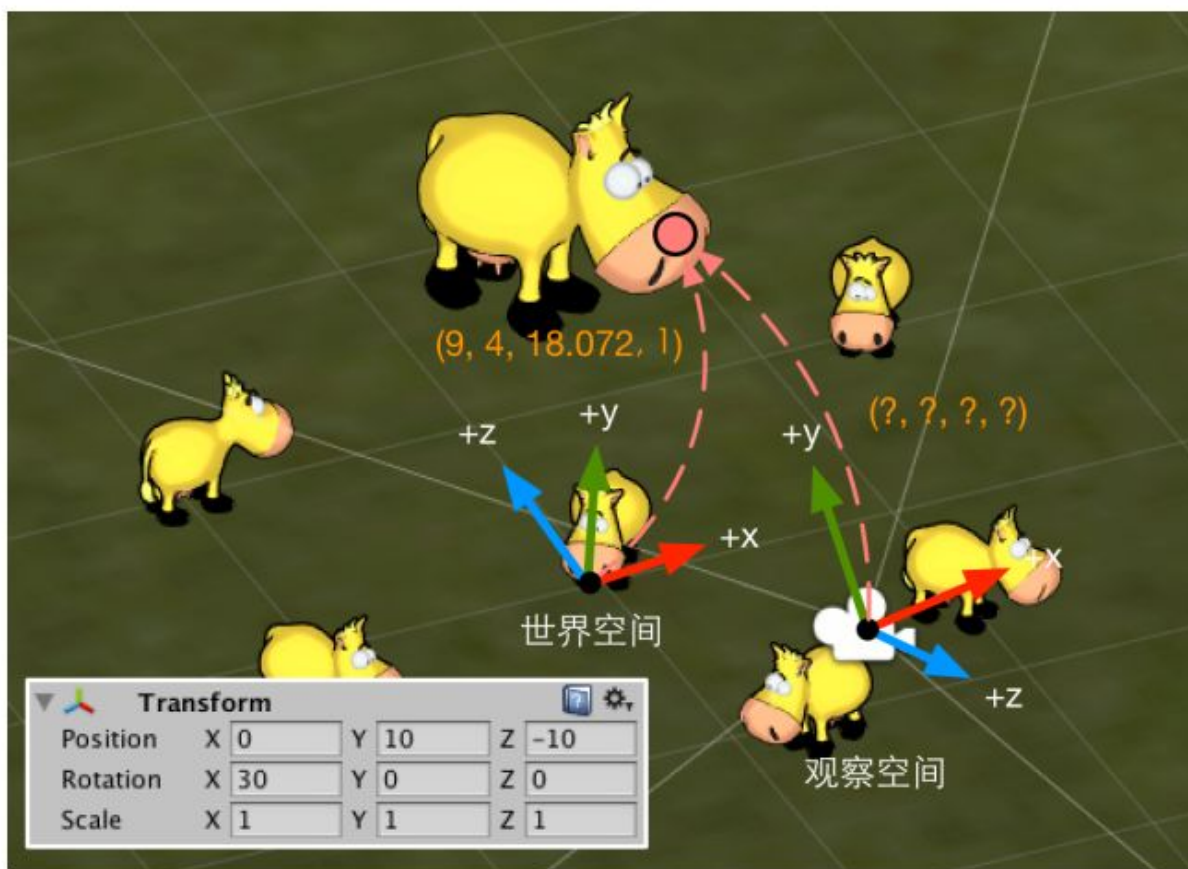 (9, 4, 18.072, 1)
(?, ?, ?, ?)
+z
+y
+y
+x
+x
世界空间
+z
观察空间
Transform
Position X 0 Y 10 Z -10
Rotation X 30 Y 0 Z 0
Scale X 1 Y 1 Z 1